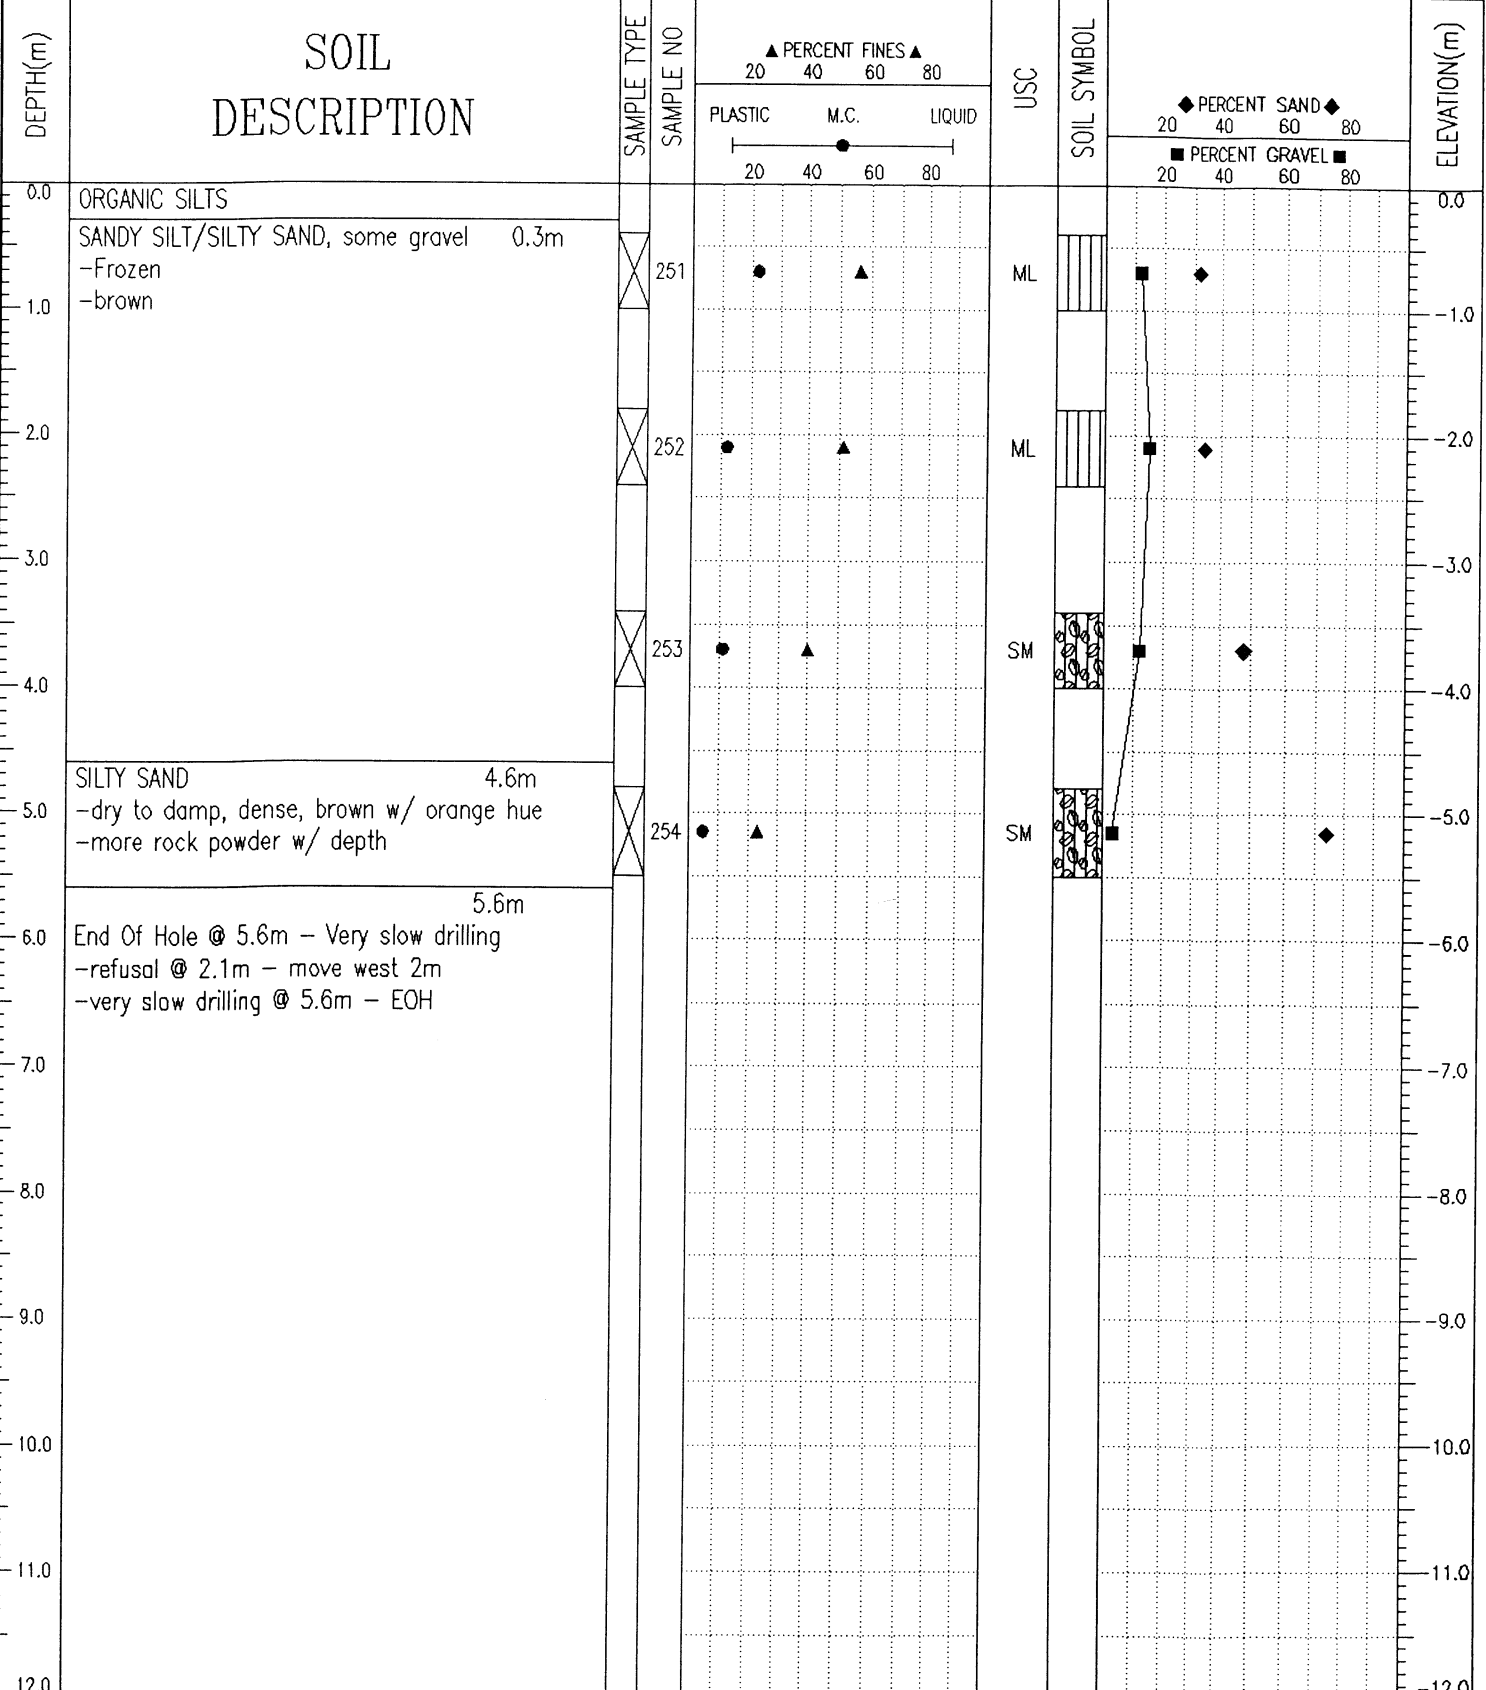 DEPTH(m)
SOIL
DESCRIPTION
SAMPLE TYPE
SAMPLE NO
▲ PERCENT FINES ▲
20 40 60 80
PLASTIC M.C. LIQUID
20 40 60 80
USC
SOIL SYMBOL
◆ PERCENT SAND ◆
20 40 60 80
■ PERCENT GRAVEL ■
20 40 60 80
ELEVATION(m)
0.0
ORGANIC SILTS
0.0
SANDY SILT/SILTY SAND, some gravel 0.3m
-Frozen
251
ML
-brown
1.0
-1.0
2.0
252
ML
-2.0
3.0
-3.0
253
SM
4.0
-4.0
SILTY SAND 4.6m
5.0
-dry to damp, dense, brown w/ orange hue
-5.0
-more rock powder w/ depth
254
SM
5.6m
6.0
End Of Hole @ 5.6m – Very slow drilling
-6.0
-refusal @ 2.1m – move west 2m
-very slow drilling @ 5.6m – EOH
7.0
-7.0
8.0
-8.0
9.0
-9.0
10.0
-10.0
11.0
-11.0
12.0
-12.0